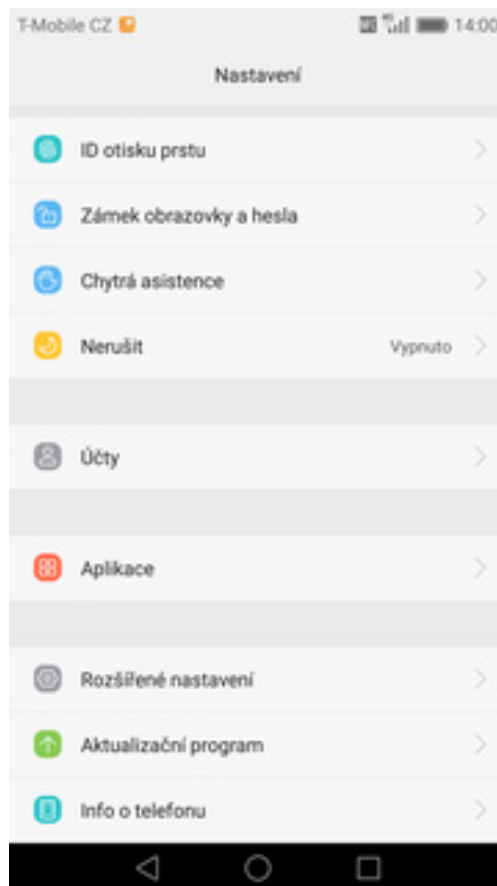 T-Mobile CZ 14:00
Nastavení
ID otisku prstu
Zámek obrazovky a hesla
Chytrá asistence
Nerušit Vypnuto
Účty
Aplikace
Rozšířené nastavení
Aktualizační program
Info o telefonu